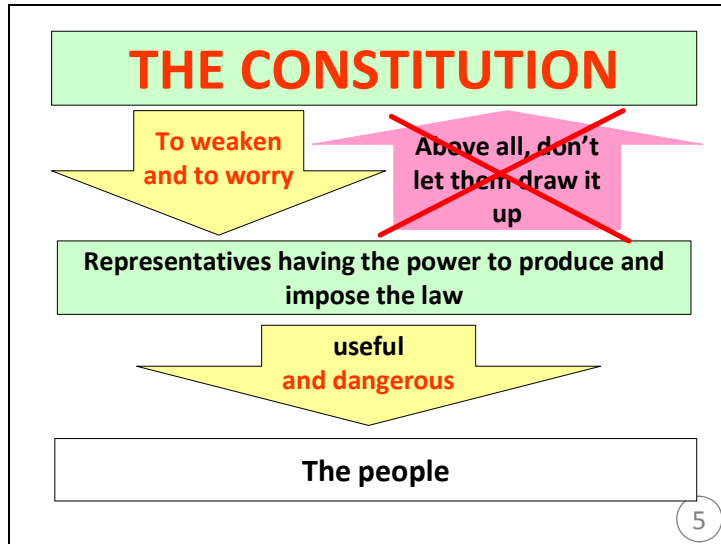 THE CONSTITUTION
To weaken
and to worry
Above all, don't
let them draw it
up
Representatives having the power to produce and
impose the law
useful
and dangerous
The people
5